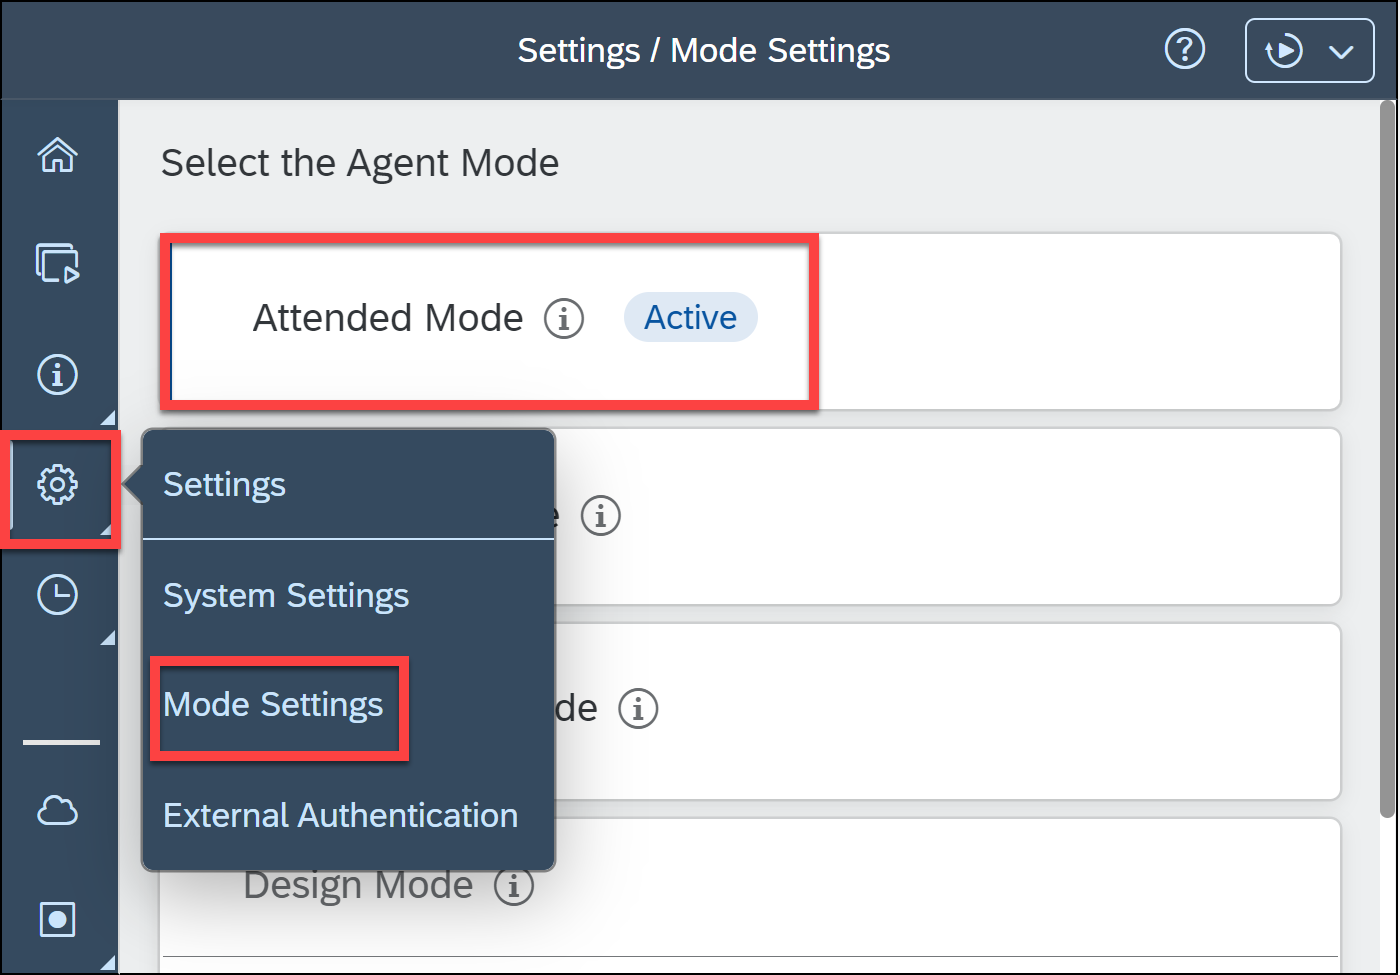 Settings / Mode Settings
Select the Agent Mode
Attended Mode
Active
Settings
System Settings
Mode Settings
de
External Authentication
Design Mode